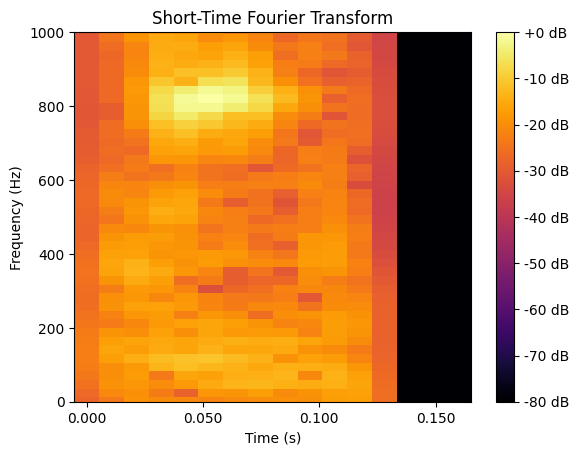 Short-Time Fourier Transform
1000
800
600
400
200
0
Frequency (Hz)
0.000
0.050
0.100
0.150
Time (s)
+0 dB
-10 dB
-20 dB
-30 dB
-40 dB
-50 dB
-60 dB
-70 dB
-80 dB